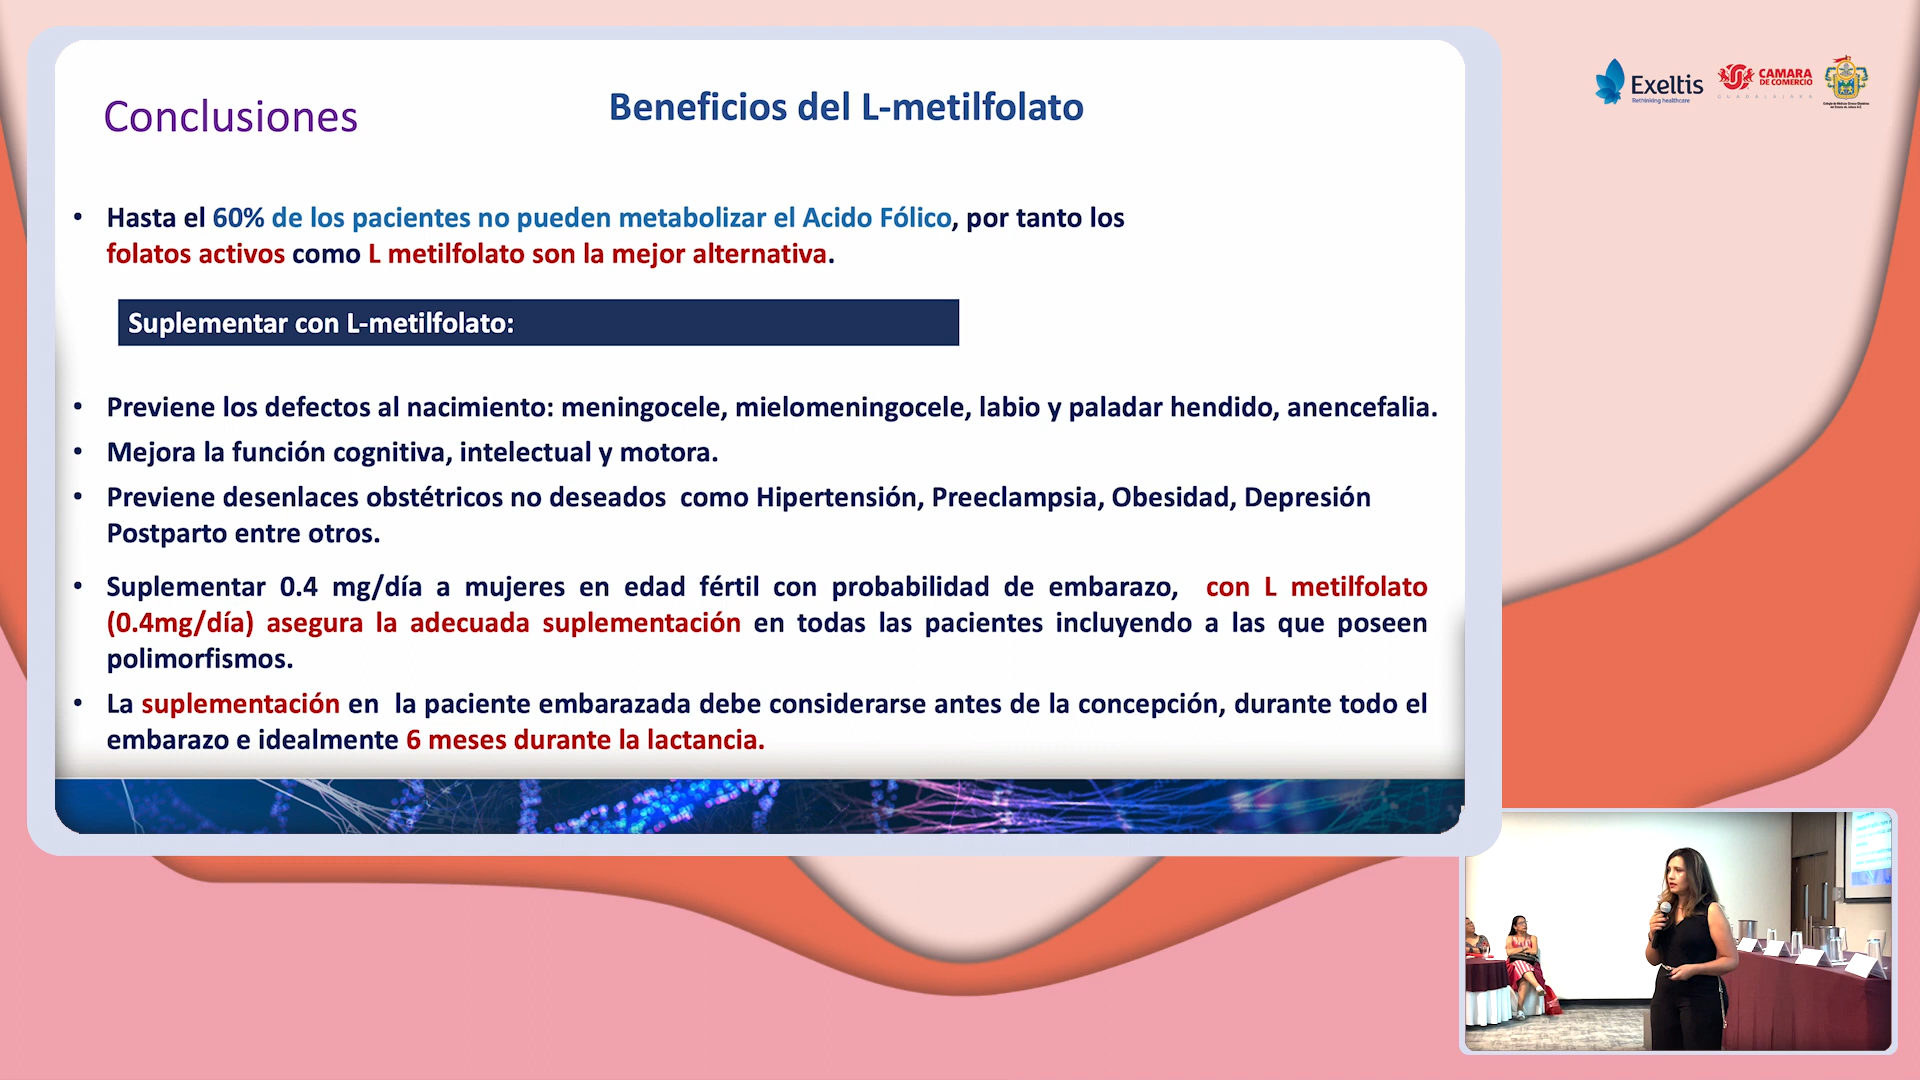 Conclusiones
Beneficios del L-metilfolato
• Hasta el 60% de los pacientes no pueden metabolizar el Acido Fólico, por tanto los
folatos activos como L metilfolato son la mejor alternativa.
Suplementar con L-metilfolato:
• Previene los defectos al nacimiento: meningocele, mielomeningocele, labio y paladar hendido, anencefalia.
• Mejora la función cognitiva, intelectual y motora.
• Previene desenlaces obstétricos no deseados como Hipertensión, Preeclampsia, Obesidad, Depresión
Postparto entre otros.
• Suplementar 0.4 mg/día a mujeres en edad fértil con probabilidad de embarazo, con L metilfolato
(0.4mg/día) asegura la adecuada suplementación en todas las pacientes incluyendo a las que poseen
polimorfismos.
• La suplementación en la paciente embarazada debe considerarse antes de la concepción, durante todo el
embarazo e idealmente 6 meses durante la lactancia.
Exeltis
Rethinking healthcare
CAMARA
DE COMERCIO
GUADALAJARA